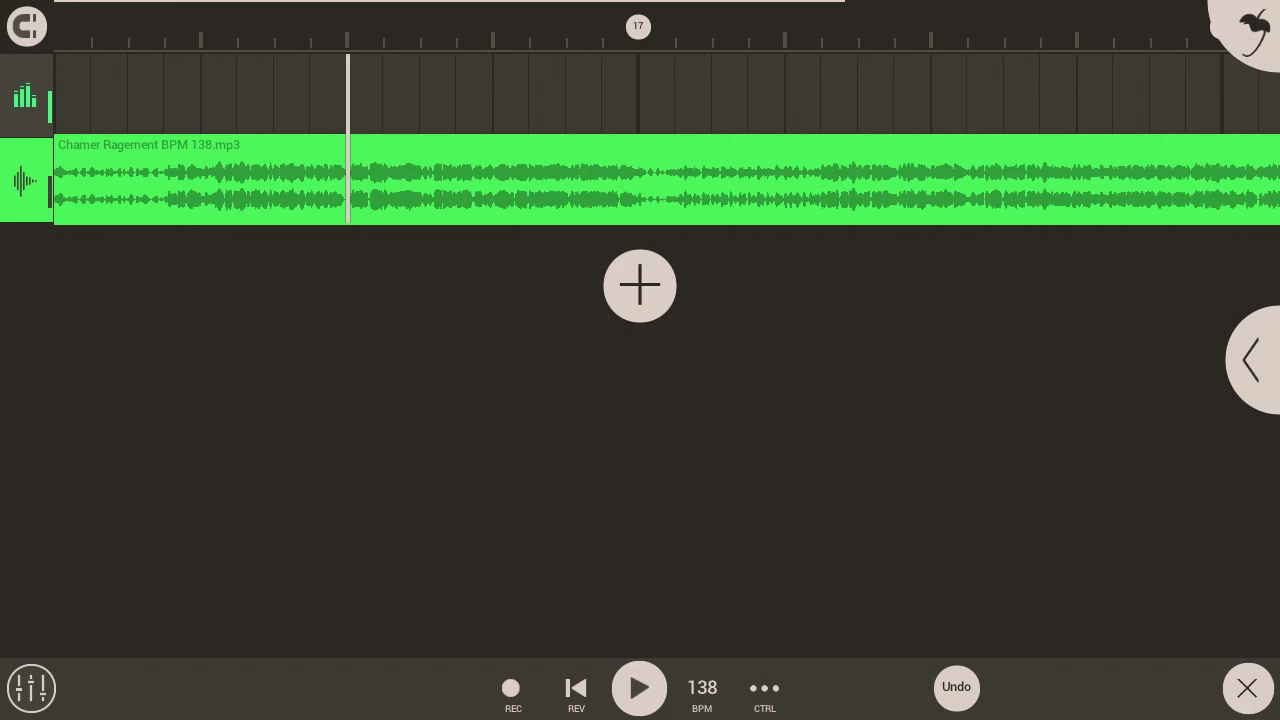 17
Chamer Ragement BPM 138.mp3
138
Undo
REC
REV
BPM
CTRL